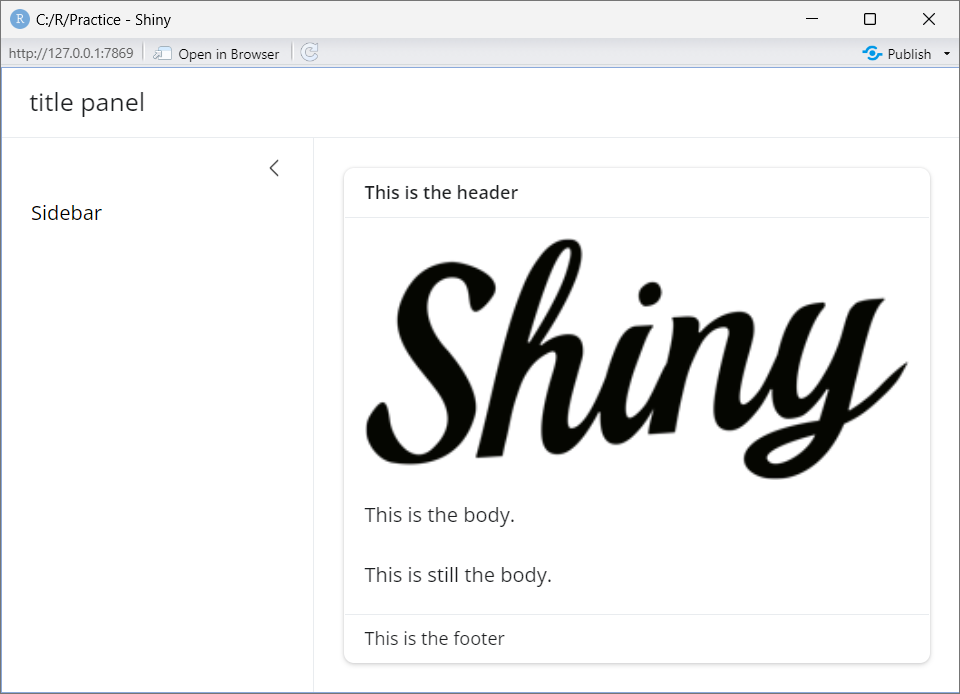 R C:/R/Practice - Shiny
http://127.0.0.1:7869 Open in Browser Publish
title panel
Sidebar
This is the header
Shiny
This is the body.
This is still the body.
This is the footer